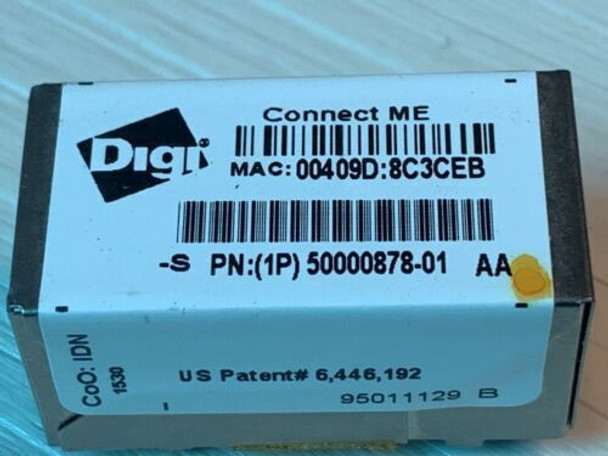 Connect ME
Digi®
MAC: 00409D:8C3CEB
-S PN:(1P) 50000878-01 AA
CoO: IDN
1530
US Patent# 6,446,192
95011129 B